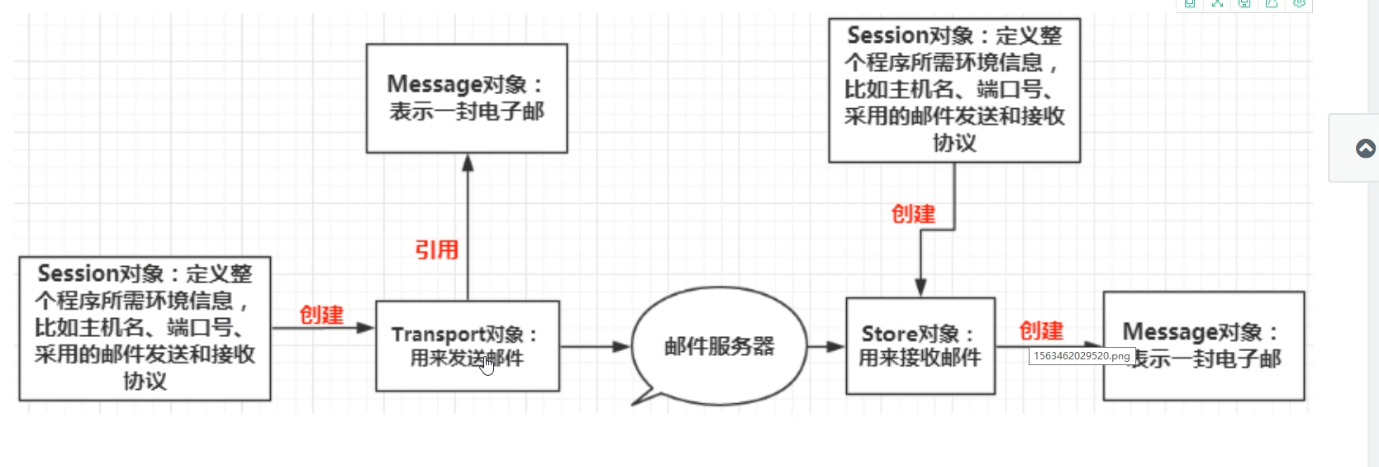 Message对象：
表示一封电子邮
Session对象：定义整
个程序所需环境信息，
比如主机名、端口号、
采用的邮件发送和接收
协议
创建
引用
Session对象：定义整
个程序所需环境信息，
比如主机名、端口号、
采用的邮件发送和接收
协议
创建
Transport对象：
用来发送邮件
邮件服务器
Store对象：
用来接收邮件
创建
1563462029520.png
Message对象：
表示一封电子邮